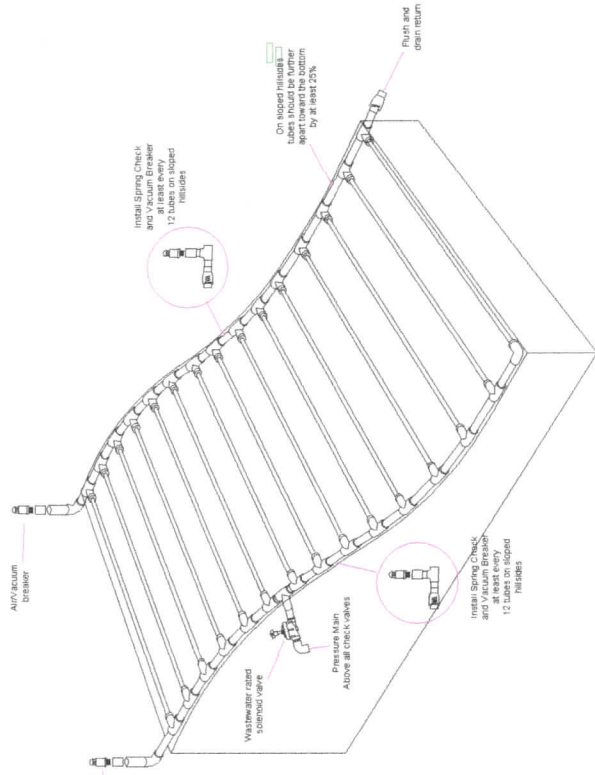 Air/Vacuum
breaker
Install Spring Check
and Vacuum Breaker
at least every
12 tubes on sloped
hillsides
On sloped hillsides
tubes should be further
apart toward the bottom
by at least 25%
Flush and
drain return
Wastewater rated
solenoid valve
Pressure Main
Above all check valves
Install Spring Check
and Vacuum Breaker
at least every
12 tubes on sloped
hillsides